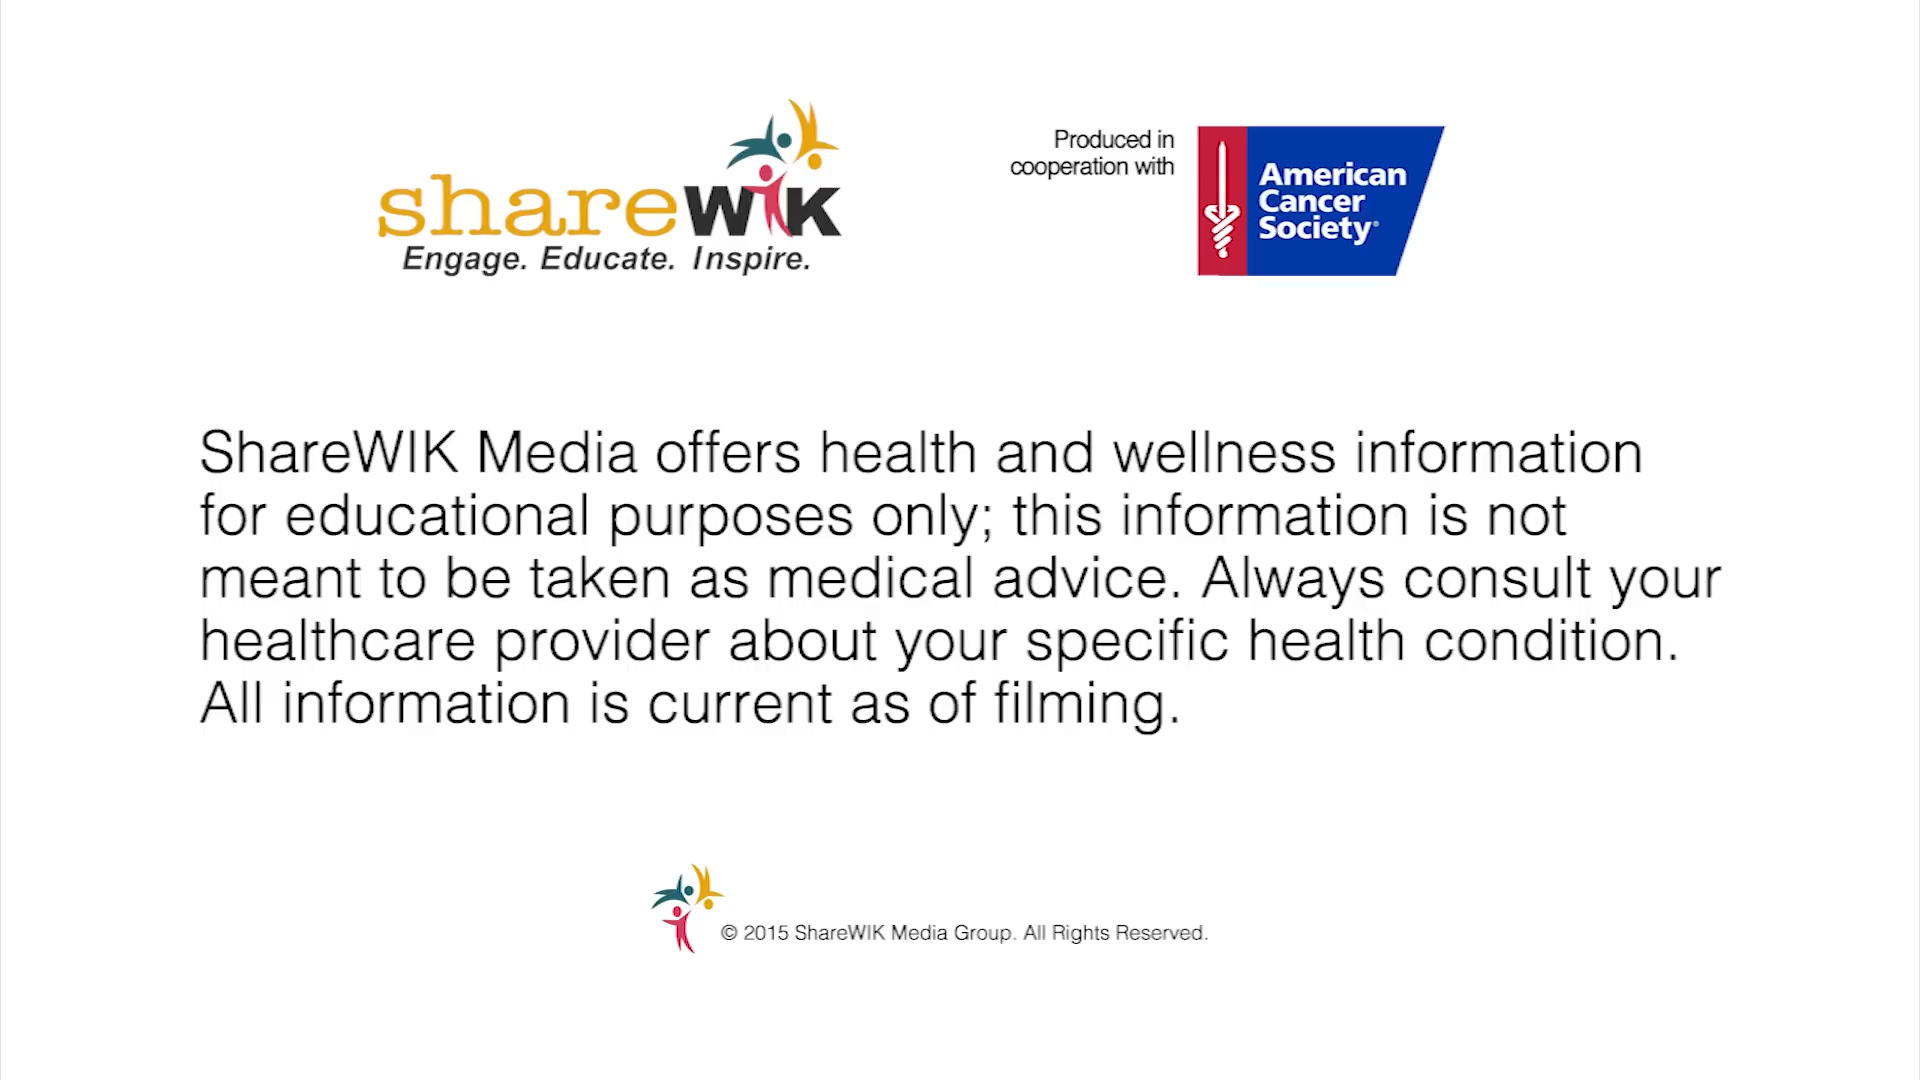 shareWIK
Engage. Educate. Inspire.
Produced in
cooperation with
American
Cancer
Society®
ShareWIK Media offers health and wellness information
for educational purposes only; this information is not
meant to be taken as medical advice. Always consult your
healthcare provider about your specific health condition.
All information is current as of filming.
© 2015 ShareWIK Media Group. All Rights Reserved.